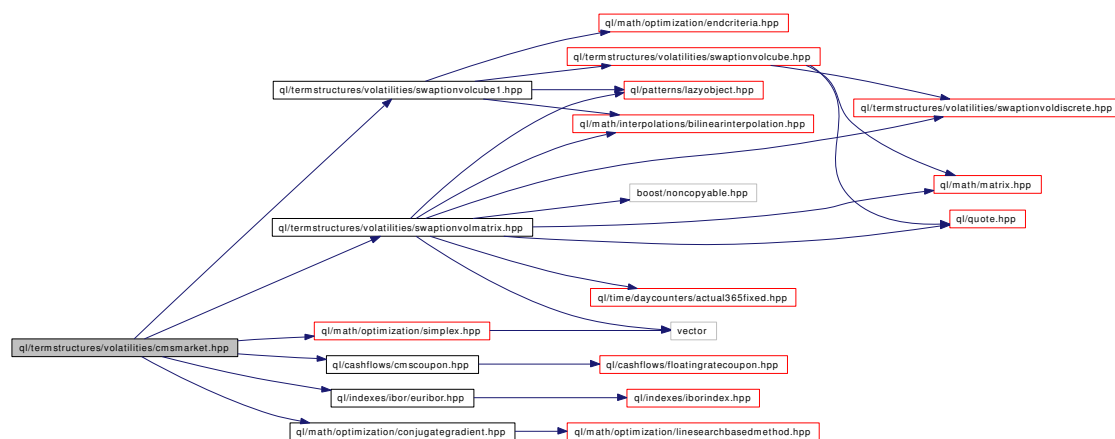 ql/math/optimization/endcriteria.hpp
ql/termstructures/volatilities/swaptionvolcube.hpp
ql/termstructures/volatilities/swaptionvolcube1.hpp
ql/patterns/lazyobject.hpp
ql/termstructures/volatilities/swaptionvoldiscrete.hpp
ql/math/interpolations/bilinearinterpolation.hpp
ql/math/matrix.hpp
boost/noncopyable.hpp
ql/quote.hpp
ql/termstructures/volatilities/swaptionvolmatrix.hpp
ql/time/daycounters/actual365fixed.hpp
ql/math/optimization/simplex.hpp
vector
ql/termstructures/volatilities/cmsmarket.hpp
ql/cashflows/cmscoupon.hpp
ql/cashflows/floatingratecoupon.hpp
ql/indexes/ibor/euribor.hpp
ql/indexes/iborindex.hpp
ql/math/optimization/conjugategradient.hpp
ql/math/optimization/linesearchbasedmethod.hpp